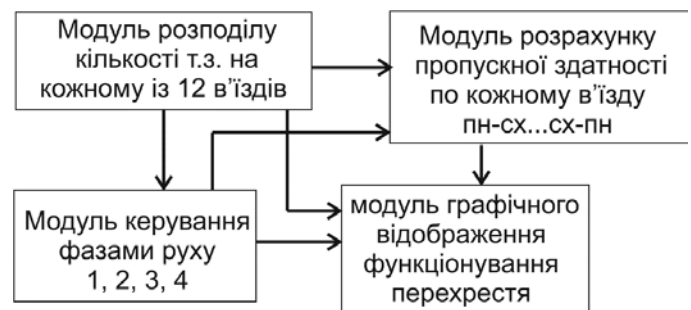 Модуль розподілу
кількості т.з. на
кожному із 12 в’їздів
Модуль розрахунку
пропускної здатності
по кожному в’їзду
пн-сх...сх-пн
Модуль керування
фазами руху
1, 2, 3, 4
модуль графічного
відображення
функціонування
перехрестя